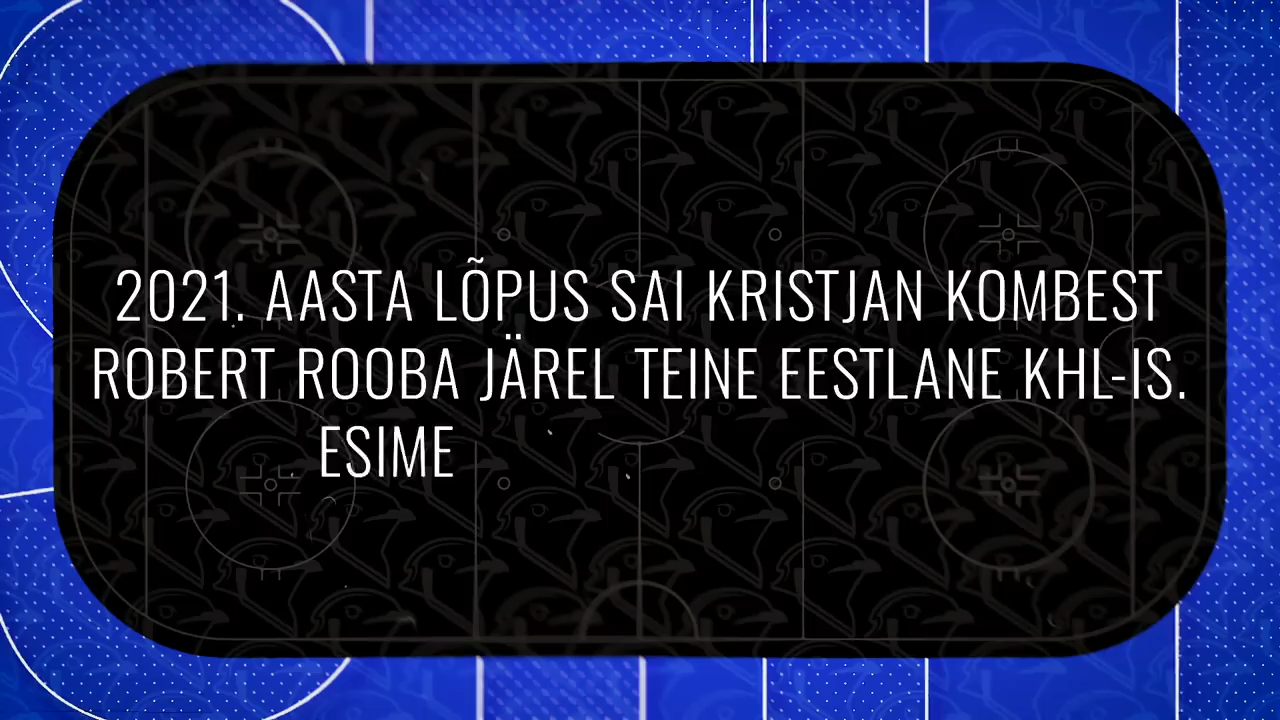 2021. AASTA LÕPUS SAI KRISTJAN KOMBEST
ROBERT ROOBA JÄREL TEINE EESTLANE KHL-IS.
ESIME